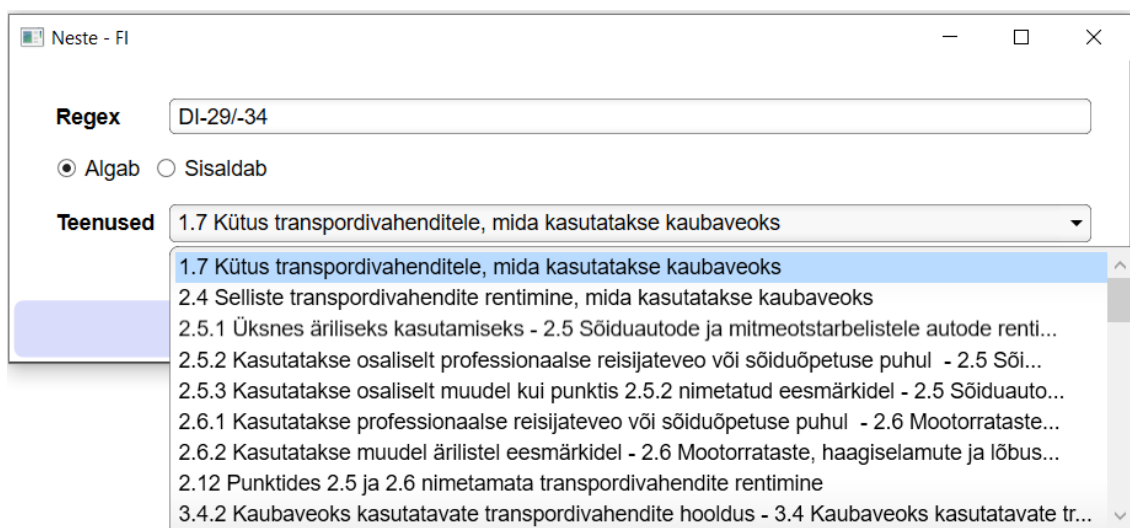 Neste - FI
Regex DI-29/-34
Algab Sisaldab
Teenused 1.7 Kütus transpordivahenditele, mida kasutatakse kaubaveoks
1.7 Kütus transpordivahenditele, mida kasutatakse kaubaveoks
2.4 Selliste transpordivahendite rentimine, mida kasutatakse kaubaveoks
2.5.1 Üksnes äriliseks kasutamiseks - 2.5 Sõiduautode ja mitmeotstarbelistele autode renti...
2.5.2 Kasutatakse osaliselt professionaalse reisijateveo või sõiduõpetuse puhul - 2.5 Sõi...
2.5.3 Kasutatakse osaliselt muudel kui punktis 2.5.2 nimetatud eesmärkidel - 2.5 Sõiduauto...
2.6.1 Kasutatakse professionaalse reisijateveo või sõiduõpetuse puhul - 2.6 Mootorrataste...
2.6.2 Kasutatakse muudel ärilistel eesmärkidel - 2.6 Mootorrataste, haagiselamute ja lõbus...
2.12 Punktides 2.5 ja 2.6 nimetamata transpordivahendite rentimine
3.4.2 Kaubaveoks kasutatavate transpordivahendite hooldus - 3.4 Kaubaveoks kasutatavate tr...